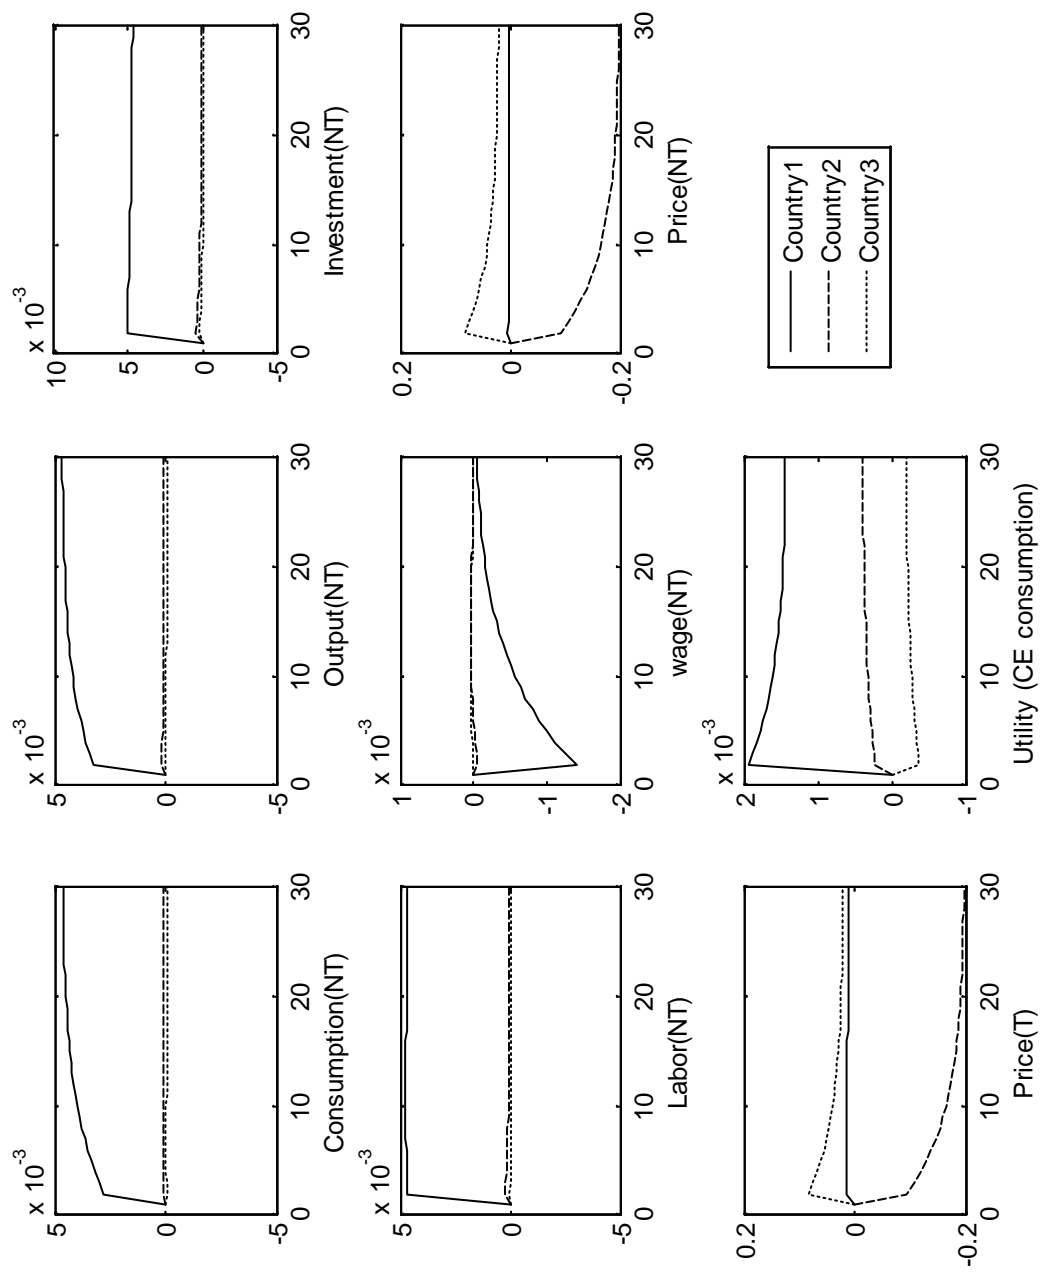 x 10^-3
5
0
-5
0 10 20 30
Consumption(NT)
x 10^-3
5
0
-5
0 10 20 30
Output(NT)
x 10^-3
10
5
0
-5
0 10 20 30
Investment(NT)
x 10^-3
5
0
-5
0 10 20 30
Labor(NT)
x 10^-3
1
0
-1
-2
0 10 20 30
wage(NT)
0.2
0
-0.2
0 10 20 30
Price(NT)
0.2
0
-0.2
0 10 20 30
Price(T)
x 10^-3
2
1
0
-1
0 10 20 30
Utility (CE consumption)
Country1
Country2
Country3